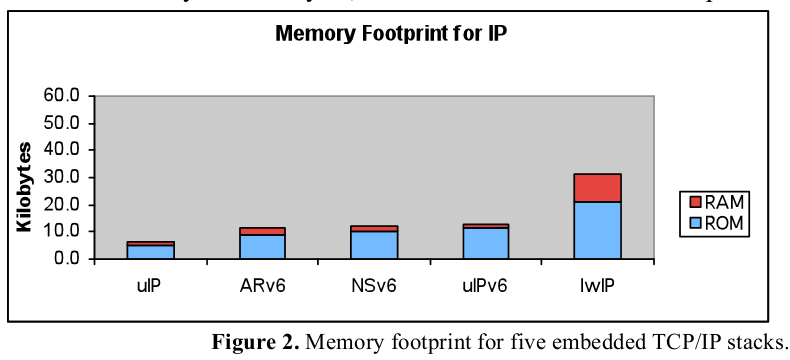 Memory Footprint for IP
60.0
50.0
40.0
30.0
20.0
10.0
0.0
Kilobytes
uIP ARv6 NSv6 uIPv6 lwIP
RAM
ROM
Figure 2. Memory footprint for five embedded TCP/IP stacks.